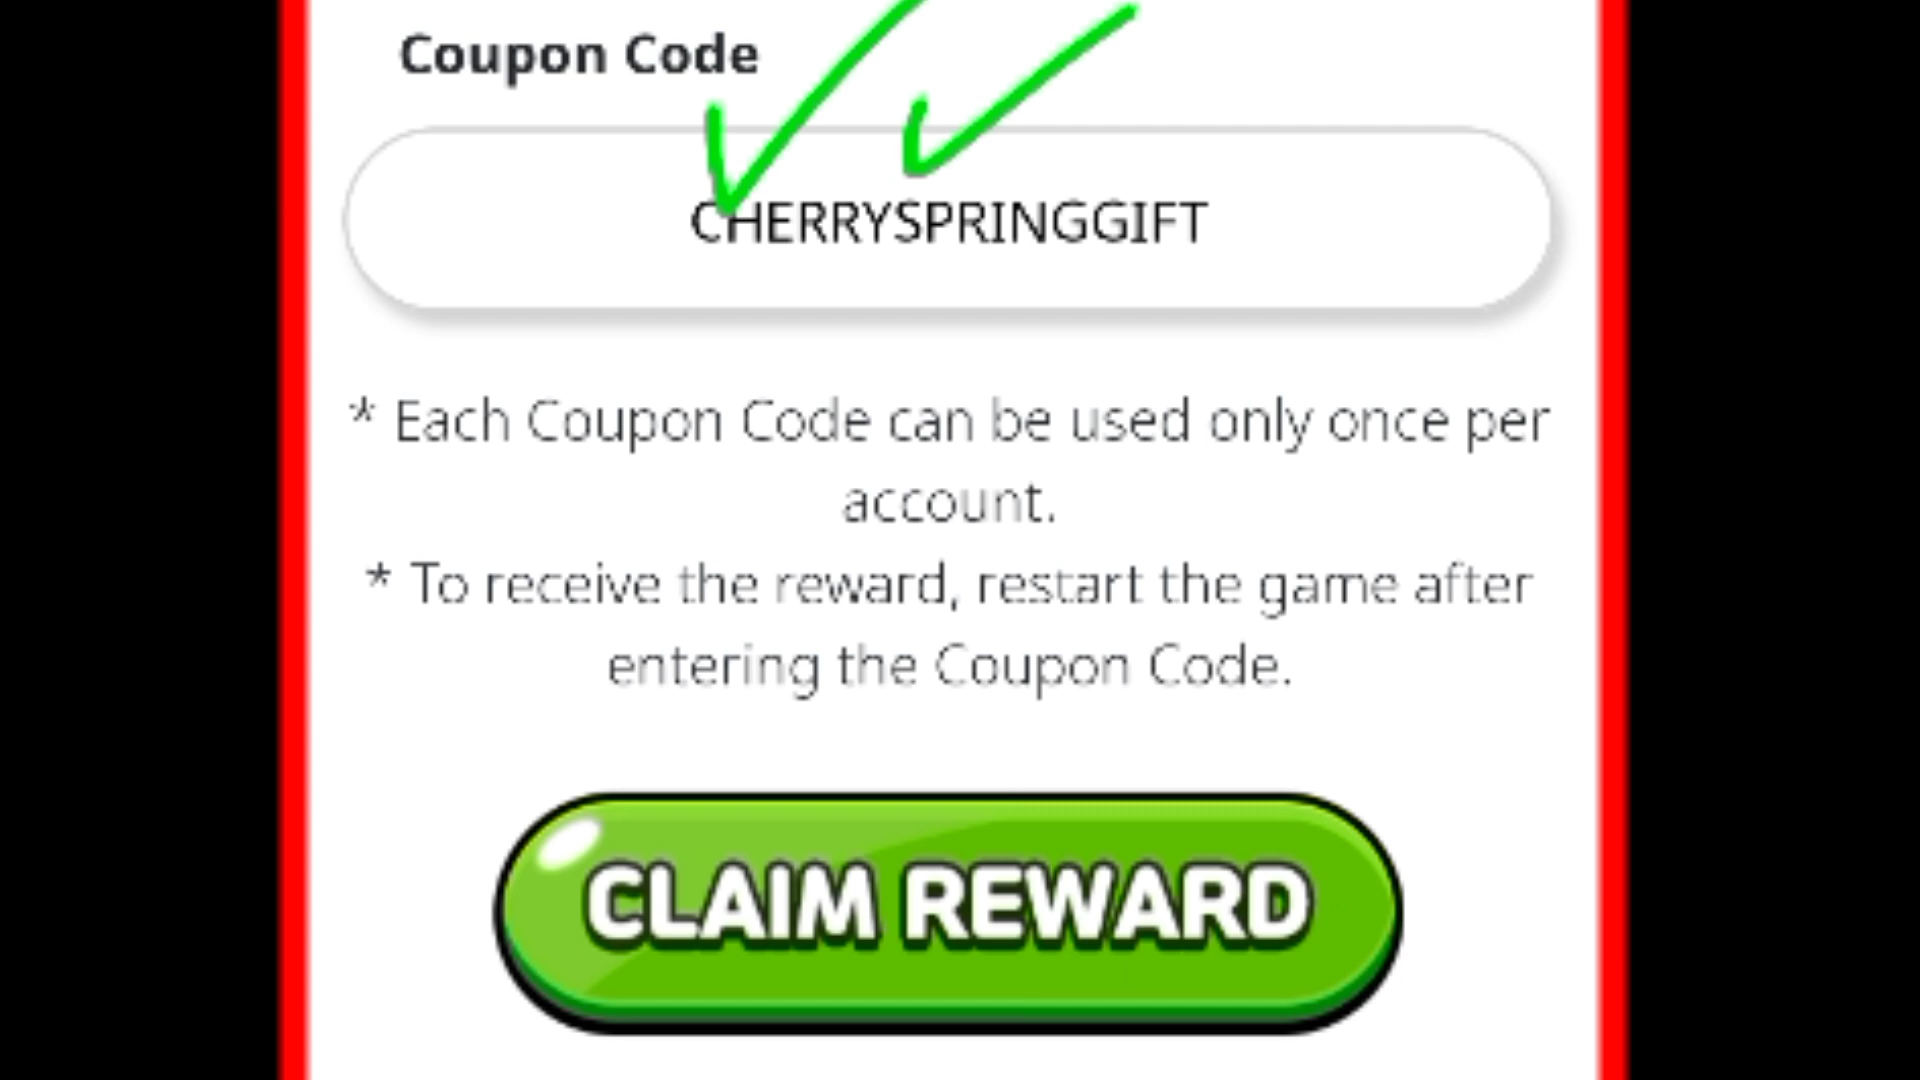 Coupon Code
CHERRYSPRINGGIFT
* Each Coupon Code can be used only once per
account.
* To receive the reward, restart the game after
entering the Coupon Code.
CLAIM REWARD